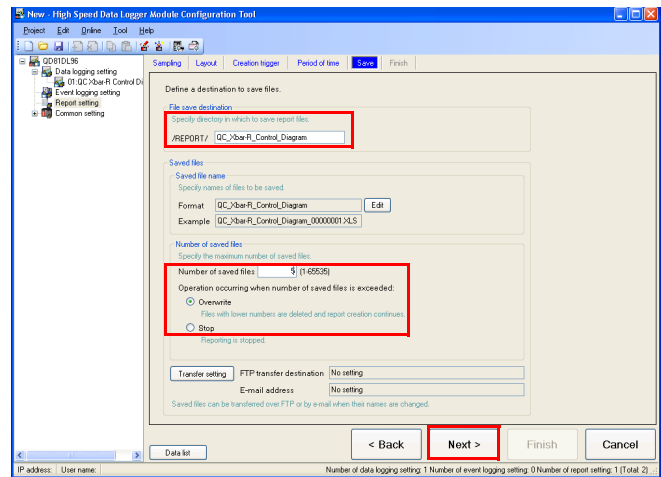 New - High Speed Data Logger Module Configuration Tool
Project Edit Online Tool Help
QD81DL96
Data logging setting
01:QC Xbar-R Control Di
Event logging setting
Report setting
Common setting
Sampling Layout Creation trigger Period of time Save Finish
Define a destination to save files.
File save destination
Specify directory in which to save report files.
/REPORT/ QC_Xbar-R_Control_Diagram
Saved files
Saved file name
Specify names of files to be saved.
Format QC_Xbar-R_Control_Diagram Edit
Example QC_Xbar-R_Control_Diagram_00000001.XLS
Number of saved files
Specify the maximum number of saved files.
Number of saved files 5 (1-65535)
Operation occurring when number of saved files is exceeded:
Overwrite
Files with lower numbers are deleted and report creation continues.
Stop
Reporting is stopped.
Transfer setting FTP transfer destination No setting
E-mail address No setting
Saved files can be transferred over FTP or by e-mail when their names are changed.
Data list < Back Next > Finish Cancel
IP address: User name: Number of data logging setting: 1 Number of event logging setting: 0 Number of report setting: 1 (Total: 2)